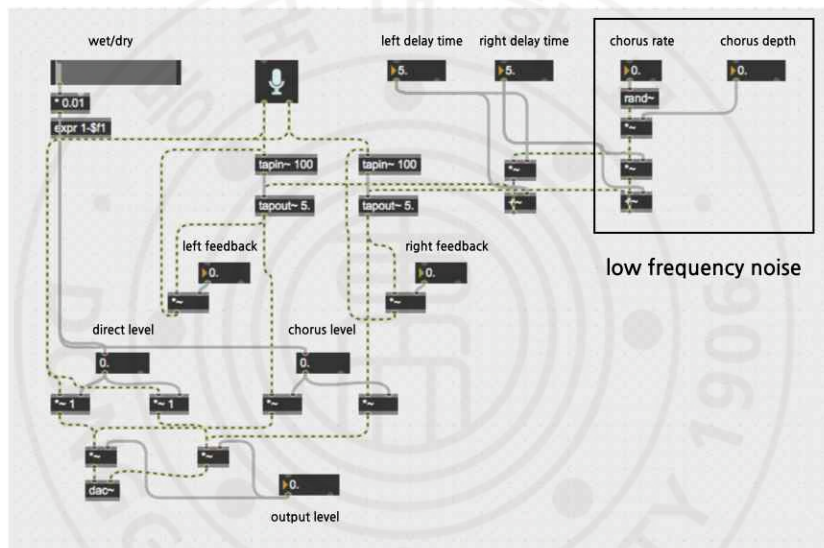 wet/dry
left delay time
right delay time
chorus rate
chorus depth
5.
5.
0.
0.
* 0.01
rand~
expr 1-$f1
*~
tapin~ 100
tapin~ 100
*~
*~
tapout~ 5.
tapout~ 5.
left feedback
right feedback
0.
0.
low frequency noise
*~
*~
direct level
chorus level
0.
0.
*~ 1
*~ 1
*~
*~
*~
*~
dac~
0.
output level
1906